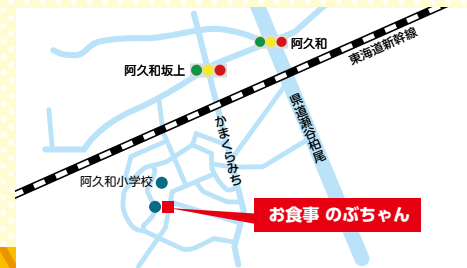 阿久和
東海道新幹線
阿久和坂上
県道瀬谷柏尾
かまくらみち
阿久和小学校
お食事 のぶちゃん